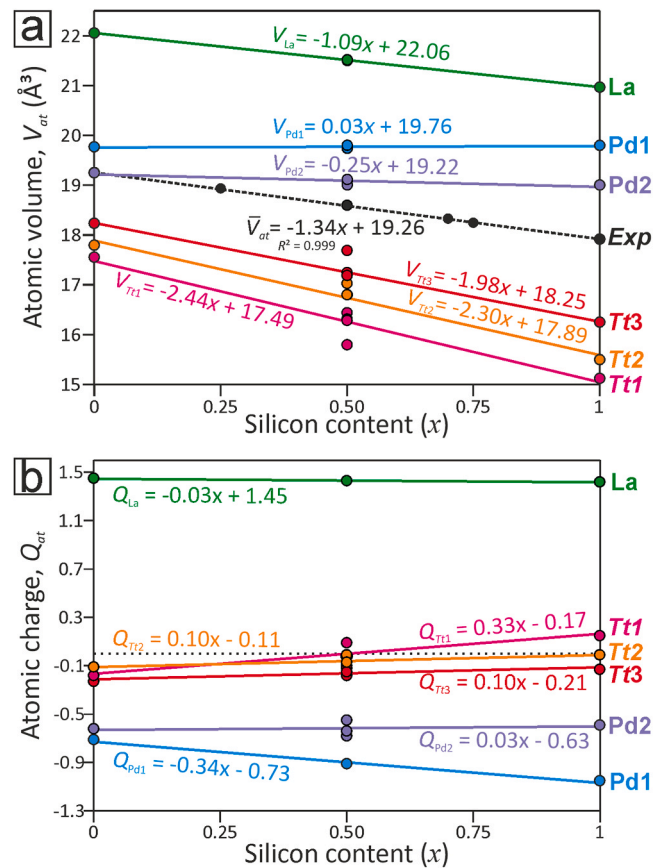 a
Atomic volume, Vat (Å³)
22
21
20
19
18
17
16
15
VLa= -1.09x + 22.06
La
VPd1= 0.03x + 19.76
Pd1
VPd2= -0.25x + 19.22
Pd2
V̅at= -1.34x + 19.26
R² = 0.999
Exp
VTt3= -1.98x + 18.25
VTt2= -2.30x + 17.89
VTt1= -2.44x + 17.49
Tt3
Tt2
Tt1
0 0.25 0.50 0.75 1
Silicon content (x)
b
Atomic charge, Qat
1.5
1.1
0.7
0.3
-0.1
-0.5
-0.9
-1.3
La
QLa = -0.03x + 1.45
QTt2 = 0.10x - 0.11
QTt1 = 0.33x - 0.17
Tt1
Tt2
Tt3
QTt3 = 0.10x - 0.21
Pd2
QPd2 = 0.03x - 0.63
QPd1 = -0.34x - 0.73
Pd1
0 0.25 0.50 0.75 1
Silicon content (x)